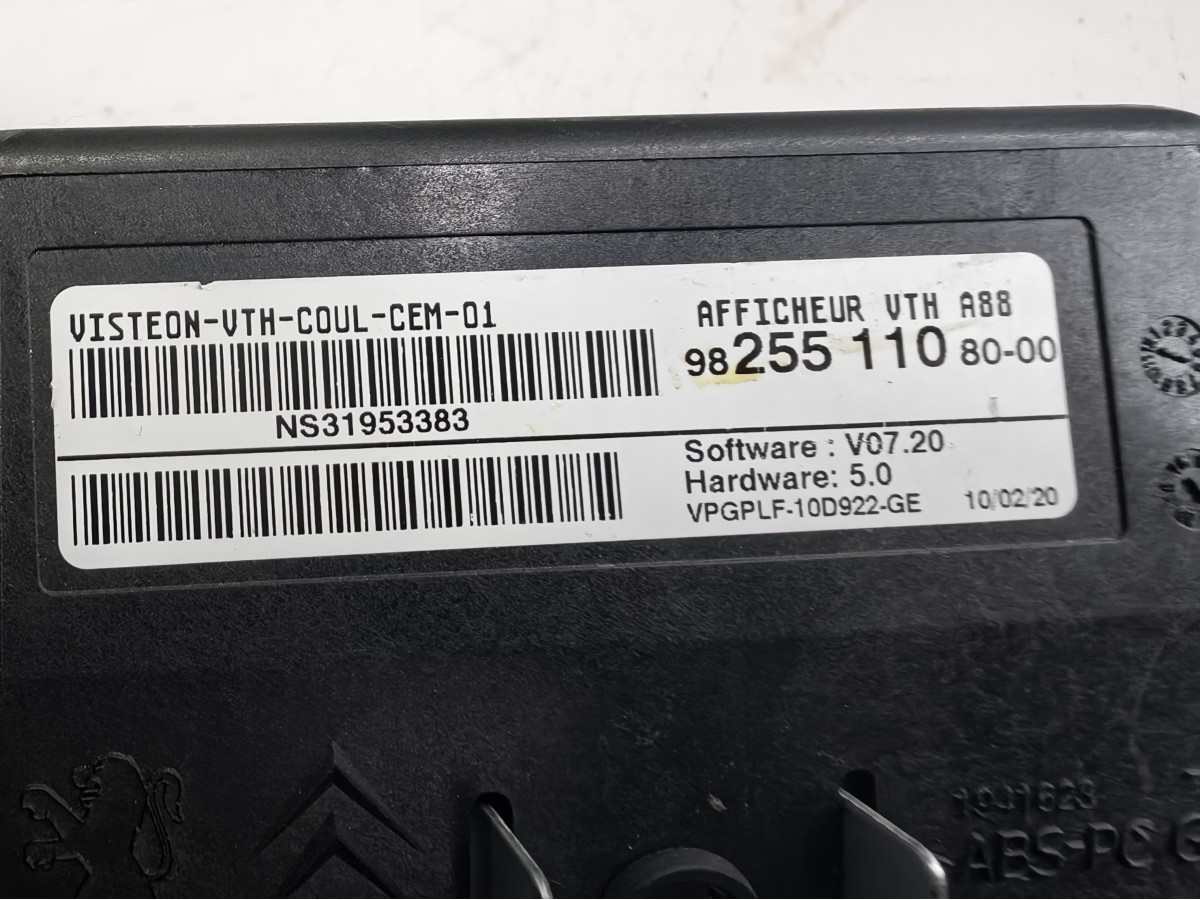 VISTEON-VTH-COUL-CEM-01
NS31953383
AFFICHEUR VTH A88
98 255 110 80-00
Software : V07.20
Hardware: 5.0
VPGPLF-10D922-GE 10/02/20
ABS-PC